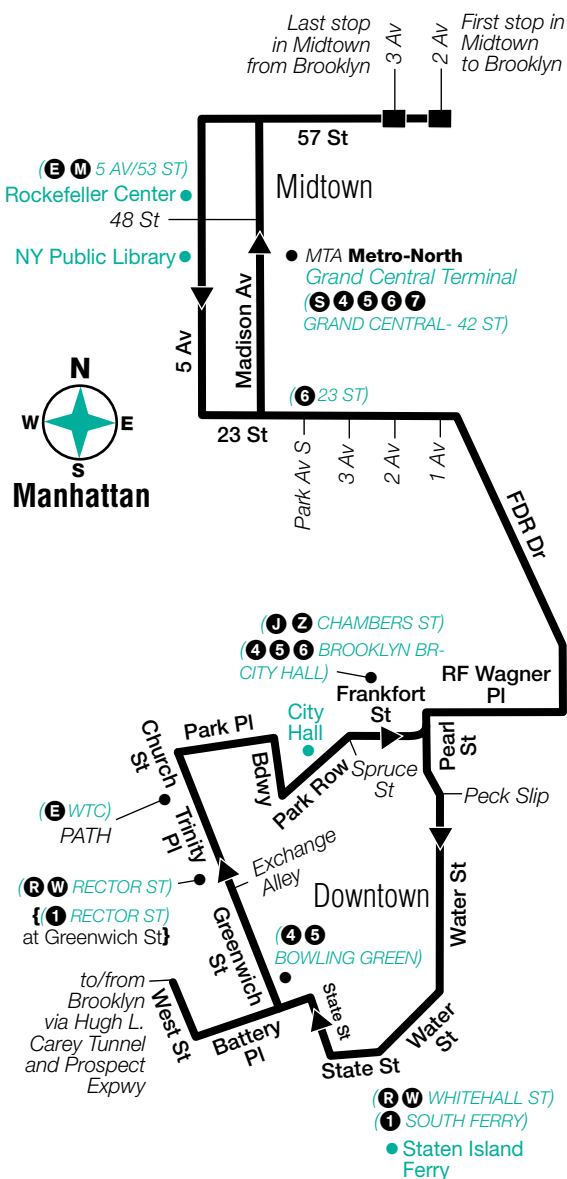 Last stop
in Midtown
from Brooklyn
3 Av
2 Av
First stop in
Midtown
to Brooklyn
57 St
(E M 5 AV/53 ST)
Rockefeller Center
48 St
Midtown
NY Public Library
MTA Metro-North
Grand Central Terminal
(S 4 5 6 7
GRAND CENTRAL- 42 ST)
5 Av
Madison Av
N
W
E
S
Manhattan
(6 23 ST)
23 St
Park Av S
3 Av
2 Av
1 Av
FDR Dr
(J Z CHAMBERS ST)
(4 5 6 BROOKLYN BR-
CITY HALL)
Frankfort
St
RF Wagner
Pl
City
Hall
Park Pl
Bdwy
Park Row
Spruce
St
Pearl
St
Peck Slip
Church
St
(E WTC)
PATH
Trinity
Pl
Exchange
Alley
(R W RECTOR ST)
{(1 RECTOR ST)
at Greenwich St}
Downtown
Water St
Greenwich
St
(4 5
BOWLING GREEN)
to/from
Brooklyn
via Hugh L.
Carey Tunnel
and Prospect
Expwy
West St
Battery
Pl
State St
State St
Water
St
(R W WHITEHALL ST)
(1 SOUTH FERRY)
Staten Island
Ferry